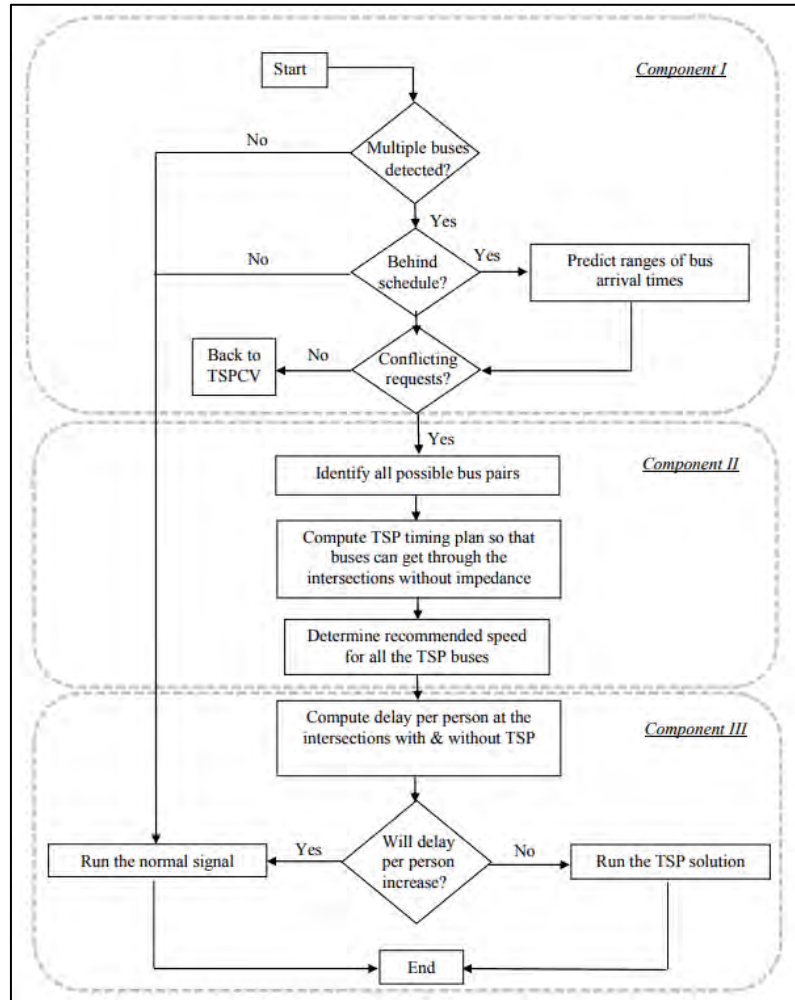 Start
Component I
No
Multiple buses
detected?
Yes
No
Behind
schedule?
Yes
Predict ranges of bus
arrival times
Back to
TSPCV
No
Conflicting
requests?
Yes
Component II
Identify all possible bus pairs
Compute TSP timing plan so that
buses can get through the
intersections without impedance
Determine recommended speed
for all the TSP buses
Component III
Compute delay per person at the
intersections with & without TSP
Run the normal signal
Yes
Will delay
per person
increase?
No
Run the TSP solution
End